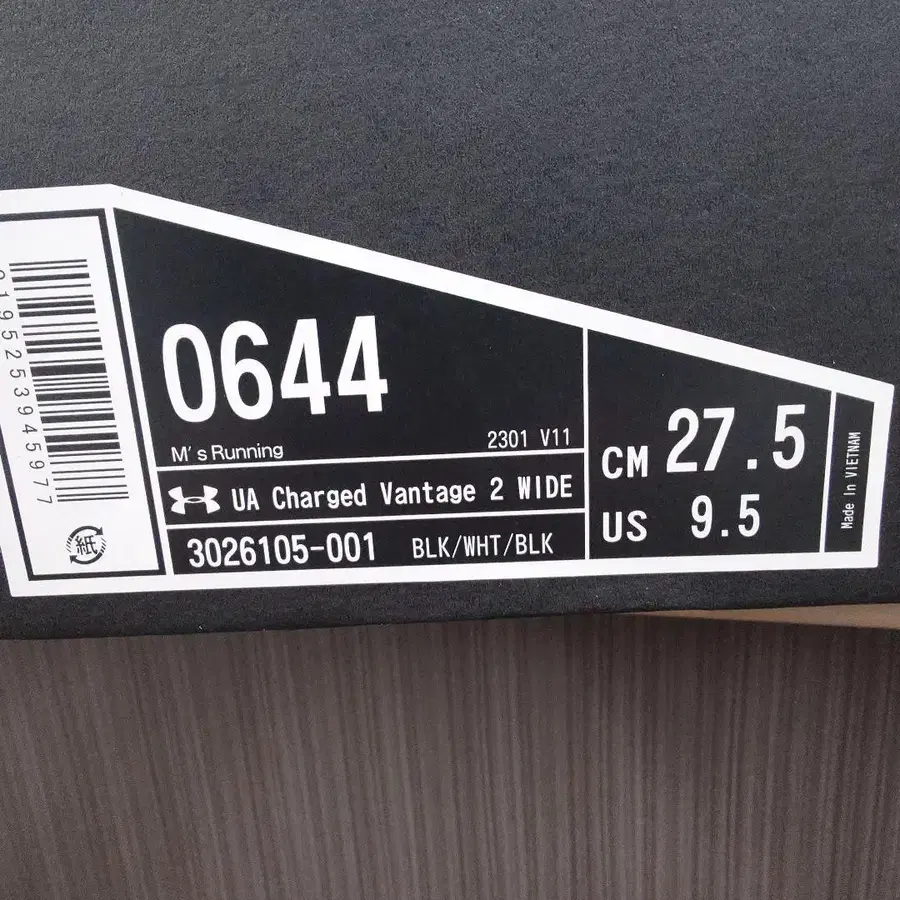 0195253945977
紙
0644
M's Running
2301 V11
UA Charged Vantage 2 WIDE
3026105-001 BLK/WHT/BLK
CM 27.5
US 9.5
Made In VIETNAM